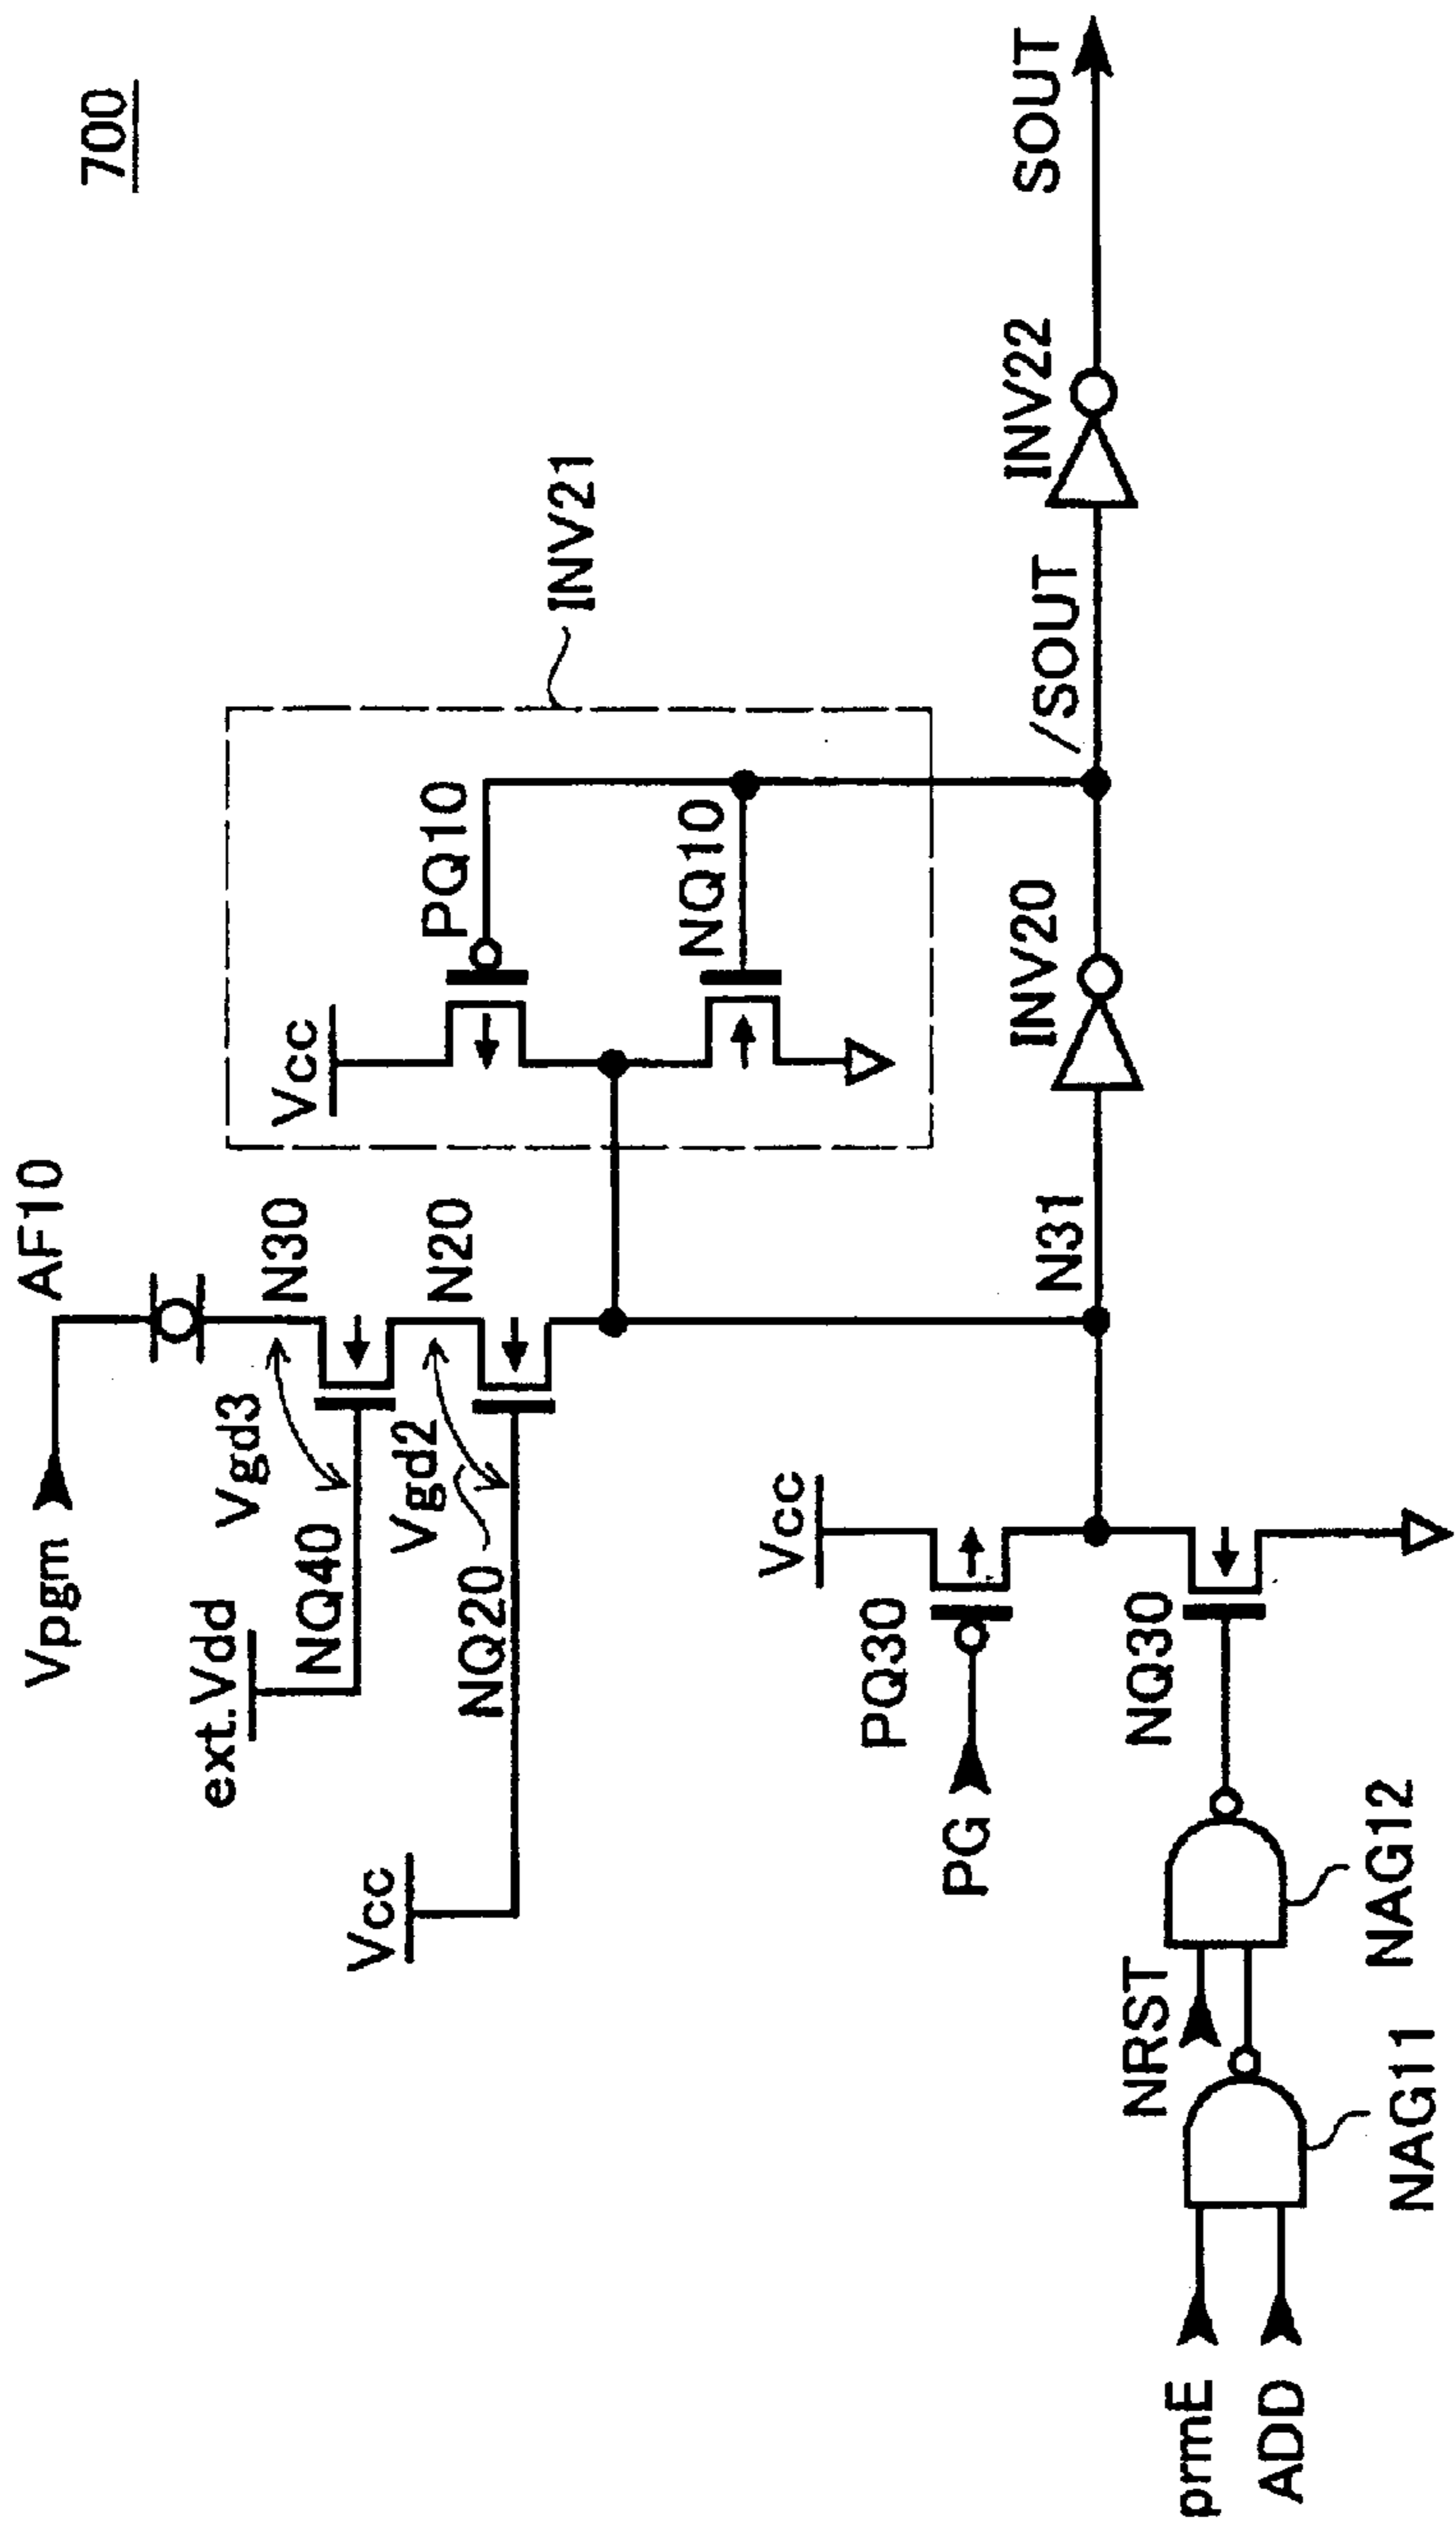 700
Vpgm
AF10
ext.Vdd
Vgd3
N30
NQ40
Vcc
Vgd2
N20
NQ20
Vcc
PQ10
NQ10
INV21
Vcc
PQ30
PG
NQ30
N31
INV20
/SOUT
INV22
SOUT
NRST
NAG12
prmE
ADD
NAG11